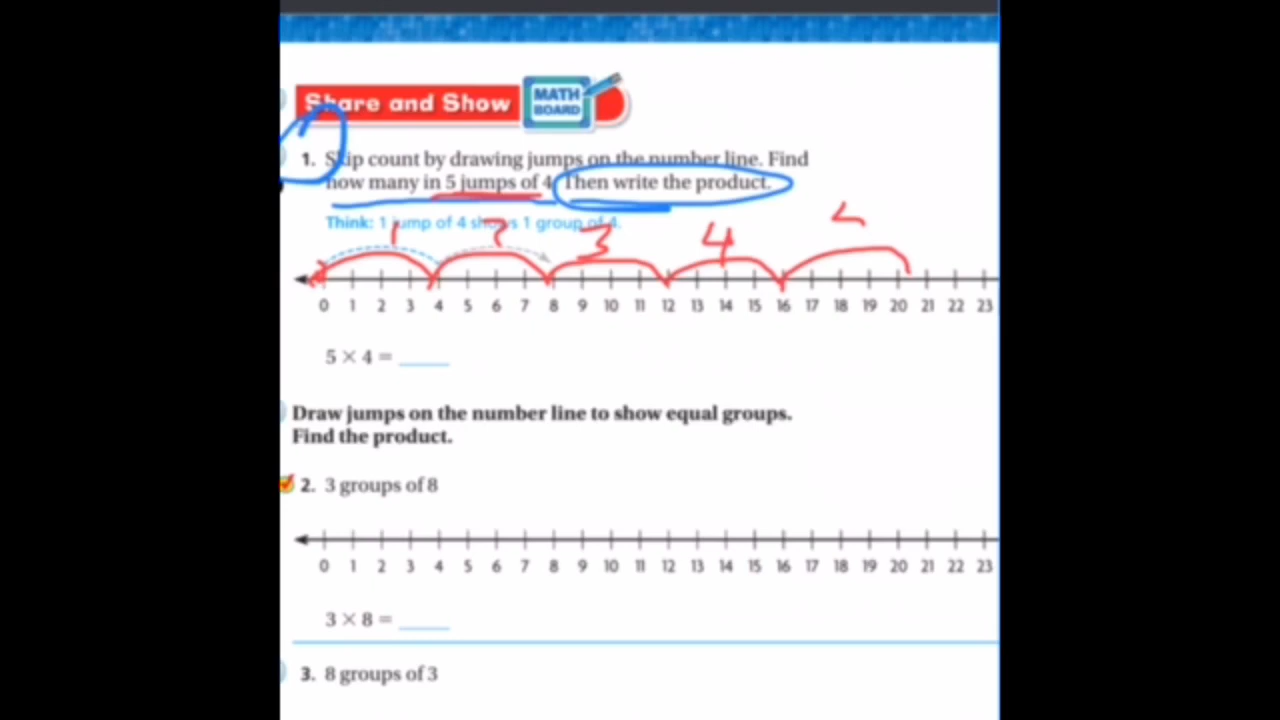 Share and Show
MATH
BOARD
1. Skip count by drawing jumps on the number line. Find
how many in 5 jumps of 4. Then write the product.
Think: 1 jump of 4 shows 1 group of 4.
1 2 3 4
0 1 2 3 4 5 6 7 8 9 10 11 12 13 14 15 16 17 18 19 20 21 22 23
5 × 4 = ____
Draw jumps on the number line to show equal groups.
Find the product.
2. 3 groups of 8
0 1 2 3 4 5 6 7 8 9 10 11 12 13 14 15 16 17 18 19 20 21 22 23
3 × 8 = ____
3. 8 groups of 3